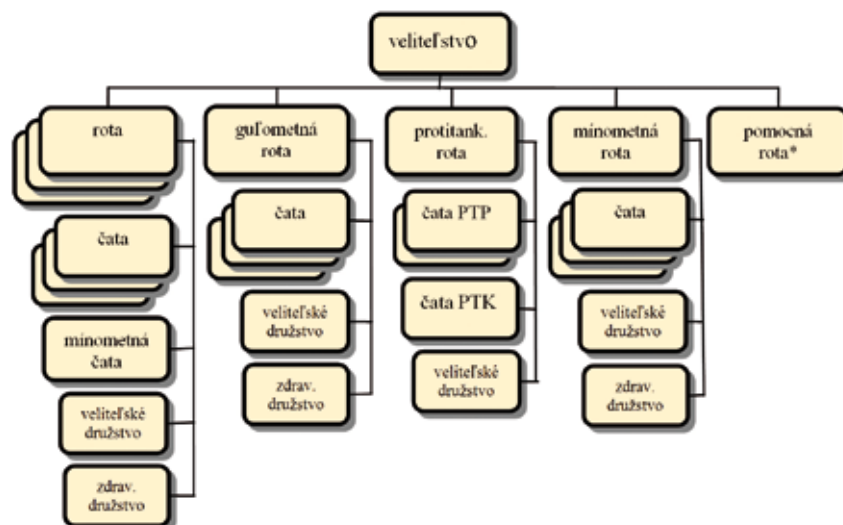 veliteľstvo
rota
guľometná
rota
protitank.
rota
minometná
rota
pomocná
rota*
čata
minometná
čata
veliteľské
družstvo
zdrav.
družstvo
čata
veliteľské
družstvo
zdrav.
družstvo
čata PTP
čata PTK
veliteľské
družstvo
čata
veliteľské
družstvo
zdrav.
družstvo